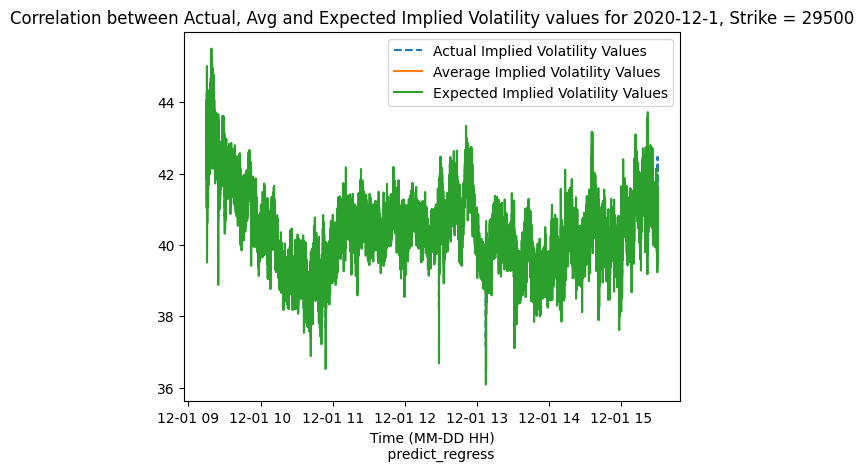 Correlation between Actual, Avg and Expected Implied Volatility values for 2020-12-1, Strike = 29500
Actual Implied Volatility Values
Average Implied Volatility Values
Expected Implied Volatility Values
44
42
40
38
36
12-01 09 12-01 10 12-01 11 12-01 12 12-01 13 12-01 14 12-01 15
Time (MM-DD HH)
predict_regress